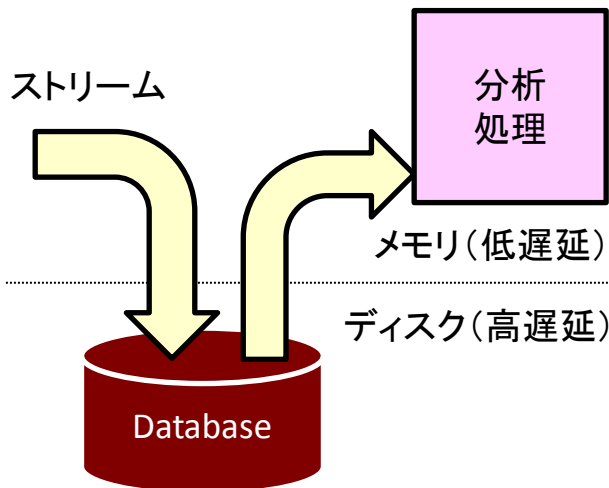 ストリーム
分析
処理
メモリ(低遅延)
ディスク(高遅延)
Database